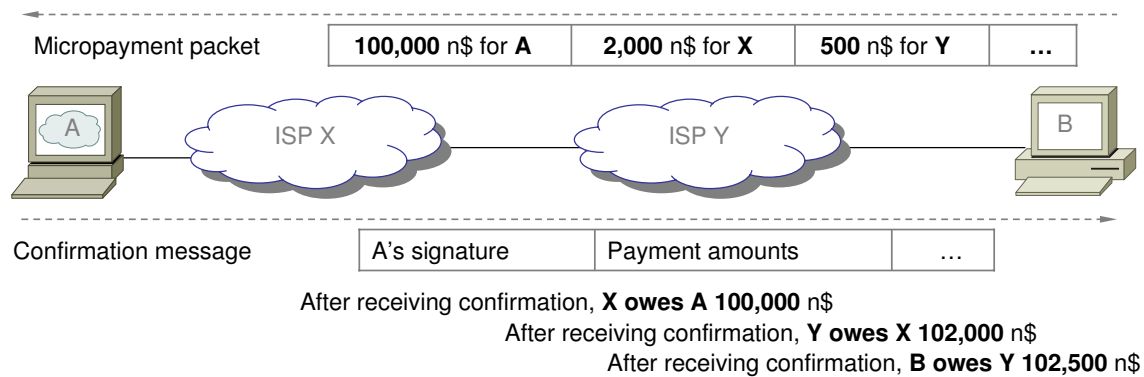 Micropayment packet 100,000 n$ for A 2,000 n$ for X 500 n$ for Y ...
A ISP X ISP Y B
Confirmation message A's signature Payment amounts ...
After receiving confirmation, X owes A 100,000 n$
After receiving confirmation, Y owes X 102,000 n$
After receiving confirmation, B owes Y 102,500 n$